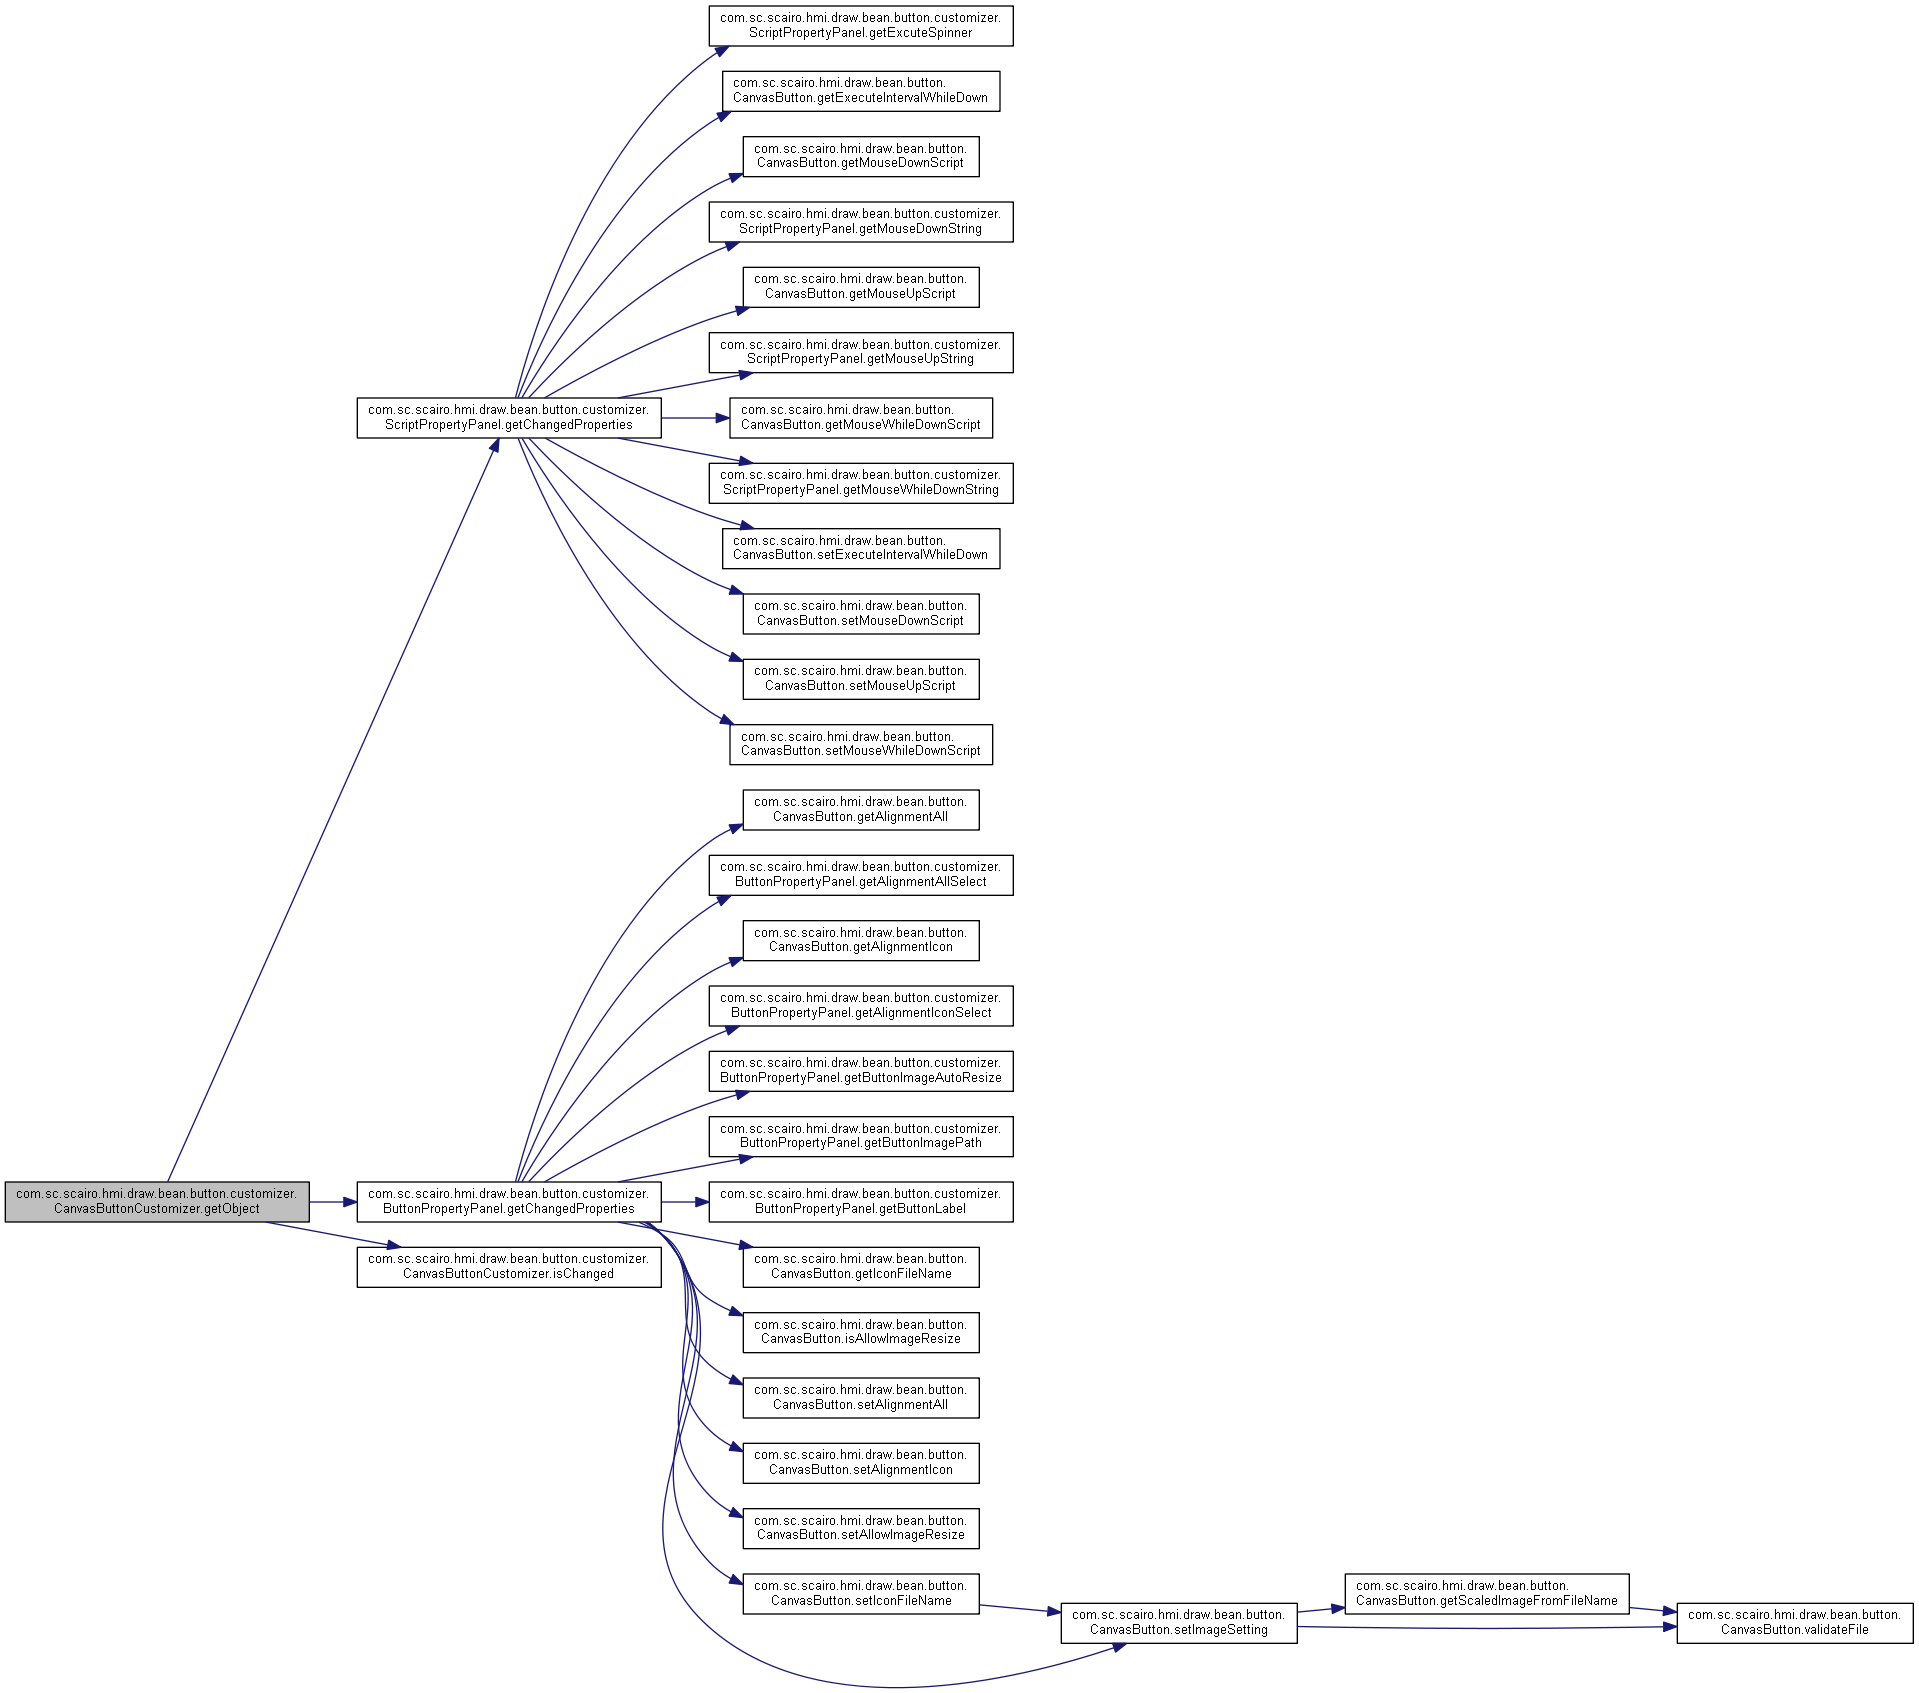 com.sc.scairo.hmi.draw.bean.button.customizer.
ScriptPropertyPanel.getExcuteSpinner
com.sc.scairo.hmi.draw.bean.button.
CanvasButton.getExecuteIntervalWhileDown
com.sc.scairo.hmi.draw.bean.button.
CanvasButton.getMouseDownScript
com.sc.scairo.hmi.draw.bean.button.customizer.
ScriptPropertyPanel.getMouseDownString
com.sc.scairo.hmi.draw.bean.button.
CanvasButton.getMouseUpScript
com.sc.scairo.hmi.draw.bean.button.customizer.
ScriptPropertyPanel.getMouseUpString
com.sc.scairo.hmi.draw.bean.button.customizer.
ScriptPropertyPanel.getChangedProperties
com.sc.scairo.hmi.draw.bean.button.
CanvasButton.getMouseWhileDownScript
com.sc.scairo.hmi.draw.bean.button.customizer.
ScriptPropertyPanel.getMouseWhileDownString
com.sc.scairo.hmi.draw.bean.button.
CanvasButton.setExecuteIntervalWhileDown
com.sc.scairo.hmi.draw.bean.button.
CanvasButton.setMouseDownScript
com.sc.scairo.hmi.draw.bean.button.
CanvasButton.setMouseUpScript
com.sc.scairo.hmi.draw.bean.button.
CanvasButton.setMouseWhileDownScript
com.sc.scairo.hmi.draw.bean.button.
CanvasButton.getAlignmentAll
com.sc.scairo.hmi.draw.bean.button.customizer.
ButtonPropertyPanel.getAlignmentAllSelect
com.sc.scairo.hmi.draw.bean.button.
CanvasButton.getAlignmentIcon
com.sc.scairo.hmi.draw.bean.button.customizer.
ButtonPropertyPanel.getAlignmentIconSelect
com.sc.scairo.hmi.draw.bean.button.customizer.
ButtonPropertyPanel.getButtonImageAutoResize
com.sc.scairo.hmi.draw.bean.button.customizer.
ButtonPropertyPanel.getButtonImagePath
com.sc.scairo.hmi.draw.bean.button.customizer.
CanvasButtonCustomizer.getObject
com.sc.scairo.hmi.draw.bean.button.customizer.
ButtonPropertyPanel.getChangedProperties
com.sc.scairo.hmi.draw.bean.button.customizer.
ButtonPropertyPanel.getButtonLabel
com.sc.scairo.hmi.draw.bean.button.customizer.
CanvasButtonCustomizer.isChanged
com.sc.scairo.hmi.draw.bean.button.
CanvasButton.getIconFileName
com.sc.scairo.hmi.draw.bean.button.
CanvasButton.isAllowImageResize
com.sc.scairo.hmi.draw.bean.button.
CanvasButton.setAlignmentAll
com.sc.scairo.hmi.draw.bean.button.
CanvasButton.setAlignmentIcon
com.sc.scairo.hmi.draw.bean.button.
CanvasButton.setAllowImageResize
com.sc.scairo.hmi.draw.bean.button.
CanvasButton.setIconFileName
com.sc.scairo.hmi.draw.bean.button.
CanvasButton.setImageSetting
com.sc.scairo.hmi.draw.bean.button.
CanvasButton.getScaledImageFromFileName
com.sc.scairo.hmi.draw.bean.button.
CanvasButton.validateFile